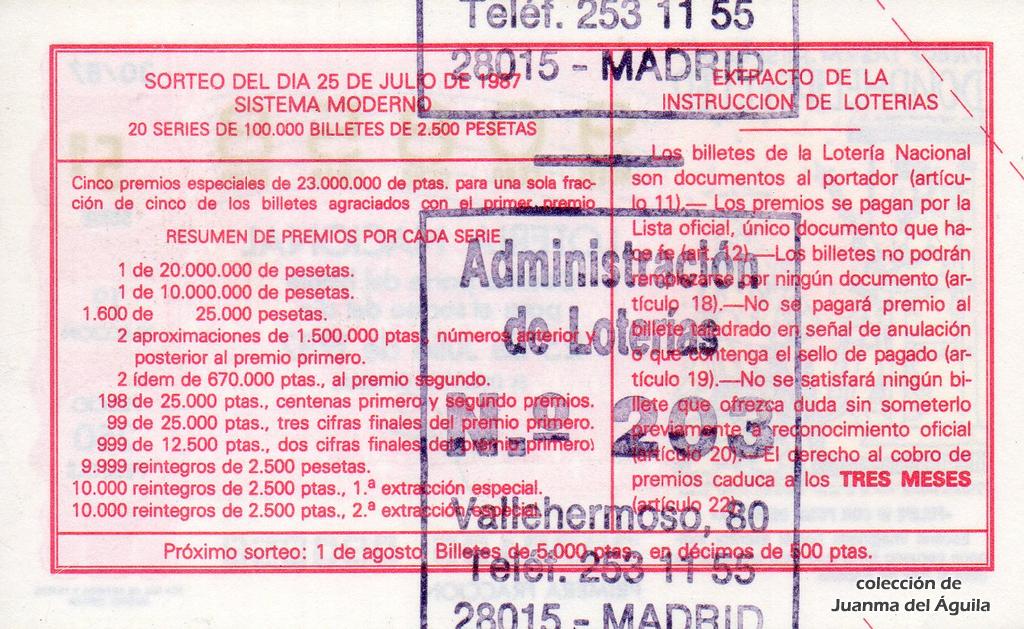 Teléf. 253 11 55
28015 - MADRID
SORTEO DEL DIA 25 DE JULIO DE 1987
SISTEMA MODERNO
20 SERIES DE 100.000 BILLETES DE 2.500 PESETAS
Cinco premios especiales de 23.000.000 de ptas. para una sola frac-
ción de cinco de los billetes agraciados con el primer premio
RESUMEN DE PREMIOS POR CADA SERIE
1 de 20.000.000 de pesetas.
1 de 10.000.000 de pesetas.
1.600 de 25.000 pesetas.
2 aproximaciones de 1.500.000 ptas., números anterior y
posterior al premio primero.
2 ídem de 670.000 ptas., al premio segundo.
198 de 25.000 ptas., centenas primero y segundo premios.
99 de 25.000 ptas., tres cifras finales del premio primero.
999 de 12.500 ptas., dos cifras finales del premio primero)
9.999 reintegros de 2.500 pesetas.
10.000 reintegros de 2.500 ptas., 1.ª extracción especial.
10.000 reintegros de 2.500 ptas., 2.ª extracción especial.
EXTRACTO DE LA
INSTRUCCION DE LOTERIAS
Los billetes de la Lotería Nacional
son documentos al portador (artícu-
lo 11).— Los premios se pagan por la
Lista oficial, único documento que ha-
ce fe (art. 12).—Los billetes no podrán
remplazarse por ningún documento (ar-
tículo 18).—No se pagará premio al
billete taladrado en señal de anulación
o que contenga el sello de pagado (ar-
tículo 19).—No se satisfará ningún bi-
llete que ofrezca duda sin someterlo
previamente a reconocimiento oficial
(artículo 20).—El derecho al cobro de
premios caduca a los TRES MESES
(artículo 22).
Próximo sorteo: 1 de agosto. Billetes de 5.000 ptas. en décimos de 500 ptas.
Administración
de Loterías
N.º 203
Vallehermoso, 80
Teléf. 253 11 55
28015 - MADRID
colección de
Juanma del Águila